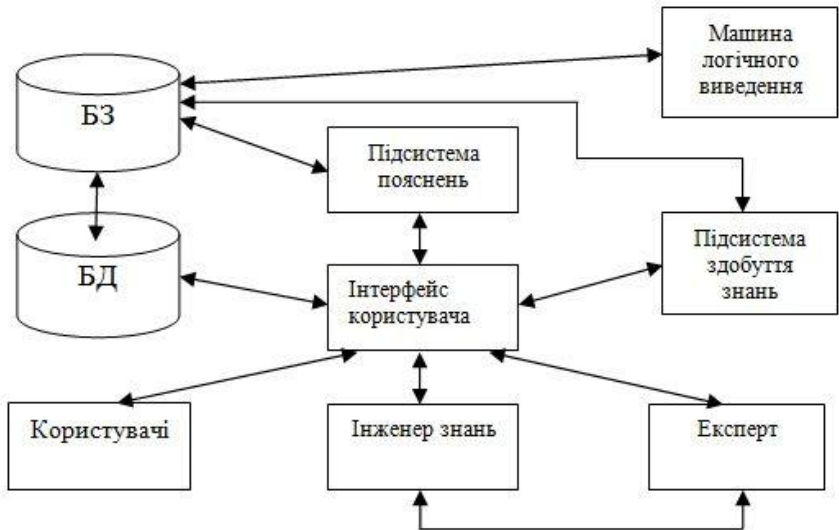 Машина
логічного
виведення
БЗ
Підсистема
пояснень
Підсистема
здобуття
знань
БД
Інтерфейс
користувача
Користувачі
Інженер знань
Експерт